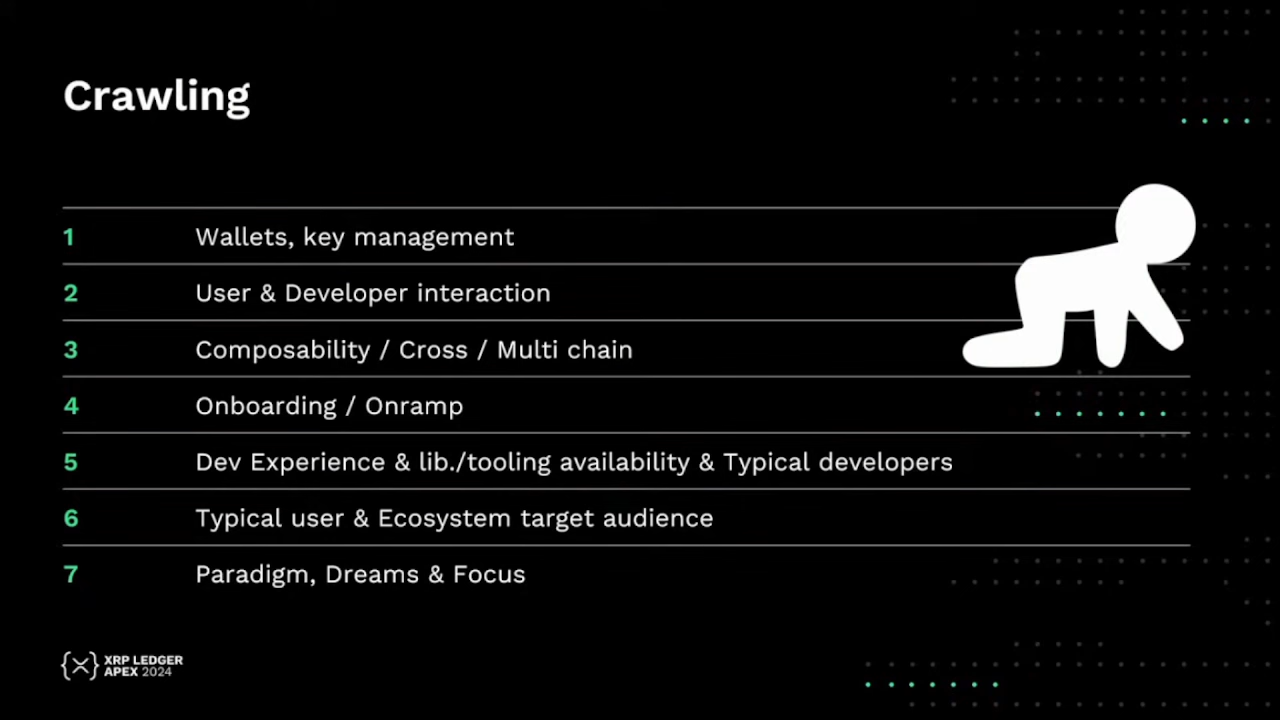 Crawling
1 Wallets, key management
2 User & Developer interaction
3 Composability / Cross / Multi chain
4 Onboarding / Onramp
5 Dev Experience & lib./tooling availability & Typical developers
6 Typical user & Ecosystem target audience
7 Paradigm, Dreams & Focus
XRP LEDGER
APEX 2024